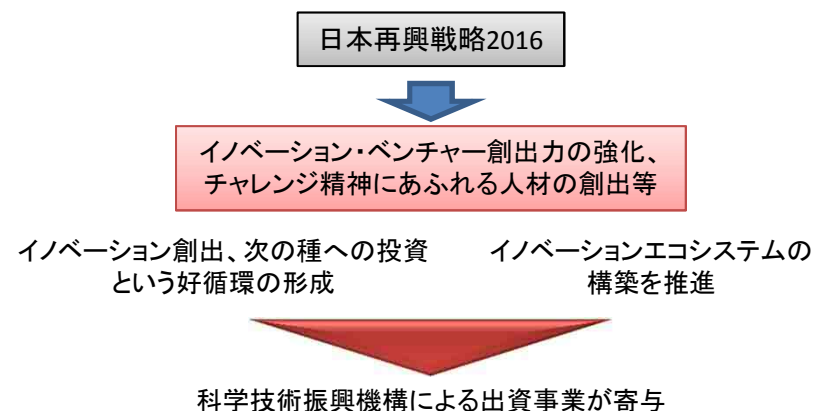 日本再興戦略2016
イノベーション・ベンチャー創出力の強化、
チャレンジ精神にあふれる人材の創出等
イノベーション創出、次の種への投資
という好循環の形成
イノベーションエコシステムの
構築を推進
科学技術振興機構による出資事業が寄与